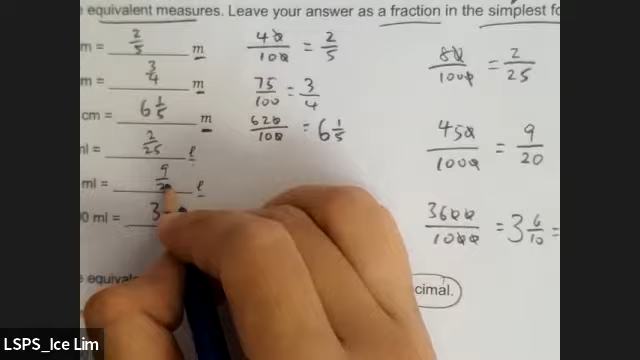 equivalent measures. Leave your answer as a fraction in the simplest fo
m = 2/5 m
40/100 = 2/5
80/1000 = 2/25
m = 3/4 m
75/100 = 3/4
cm = 6 1/5 m
620/100 = 6 1/5
ml = 2/25 ℓ
450/1000 = 9/20
ml = 9/20 ℓ
0 ml = 3
3600/1000 = 3 6/10 =
equiva
cimal.
LSPS_Ice Lim